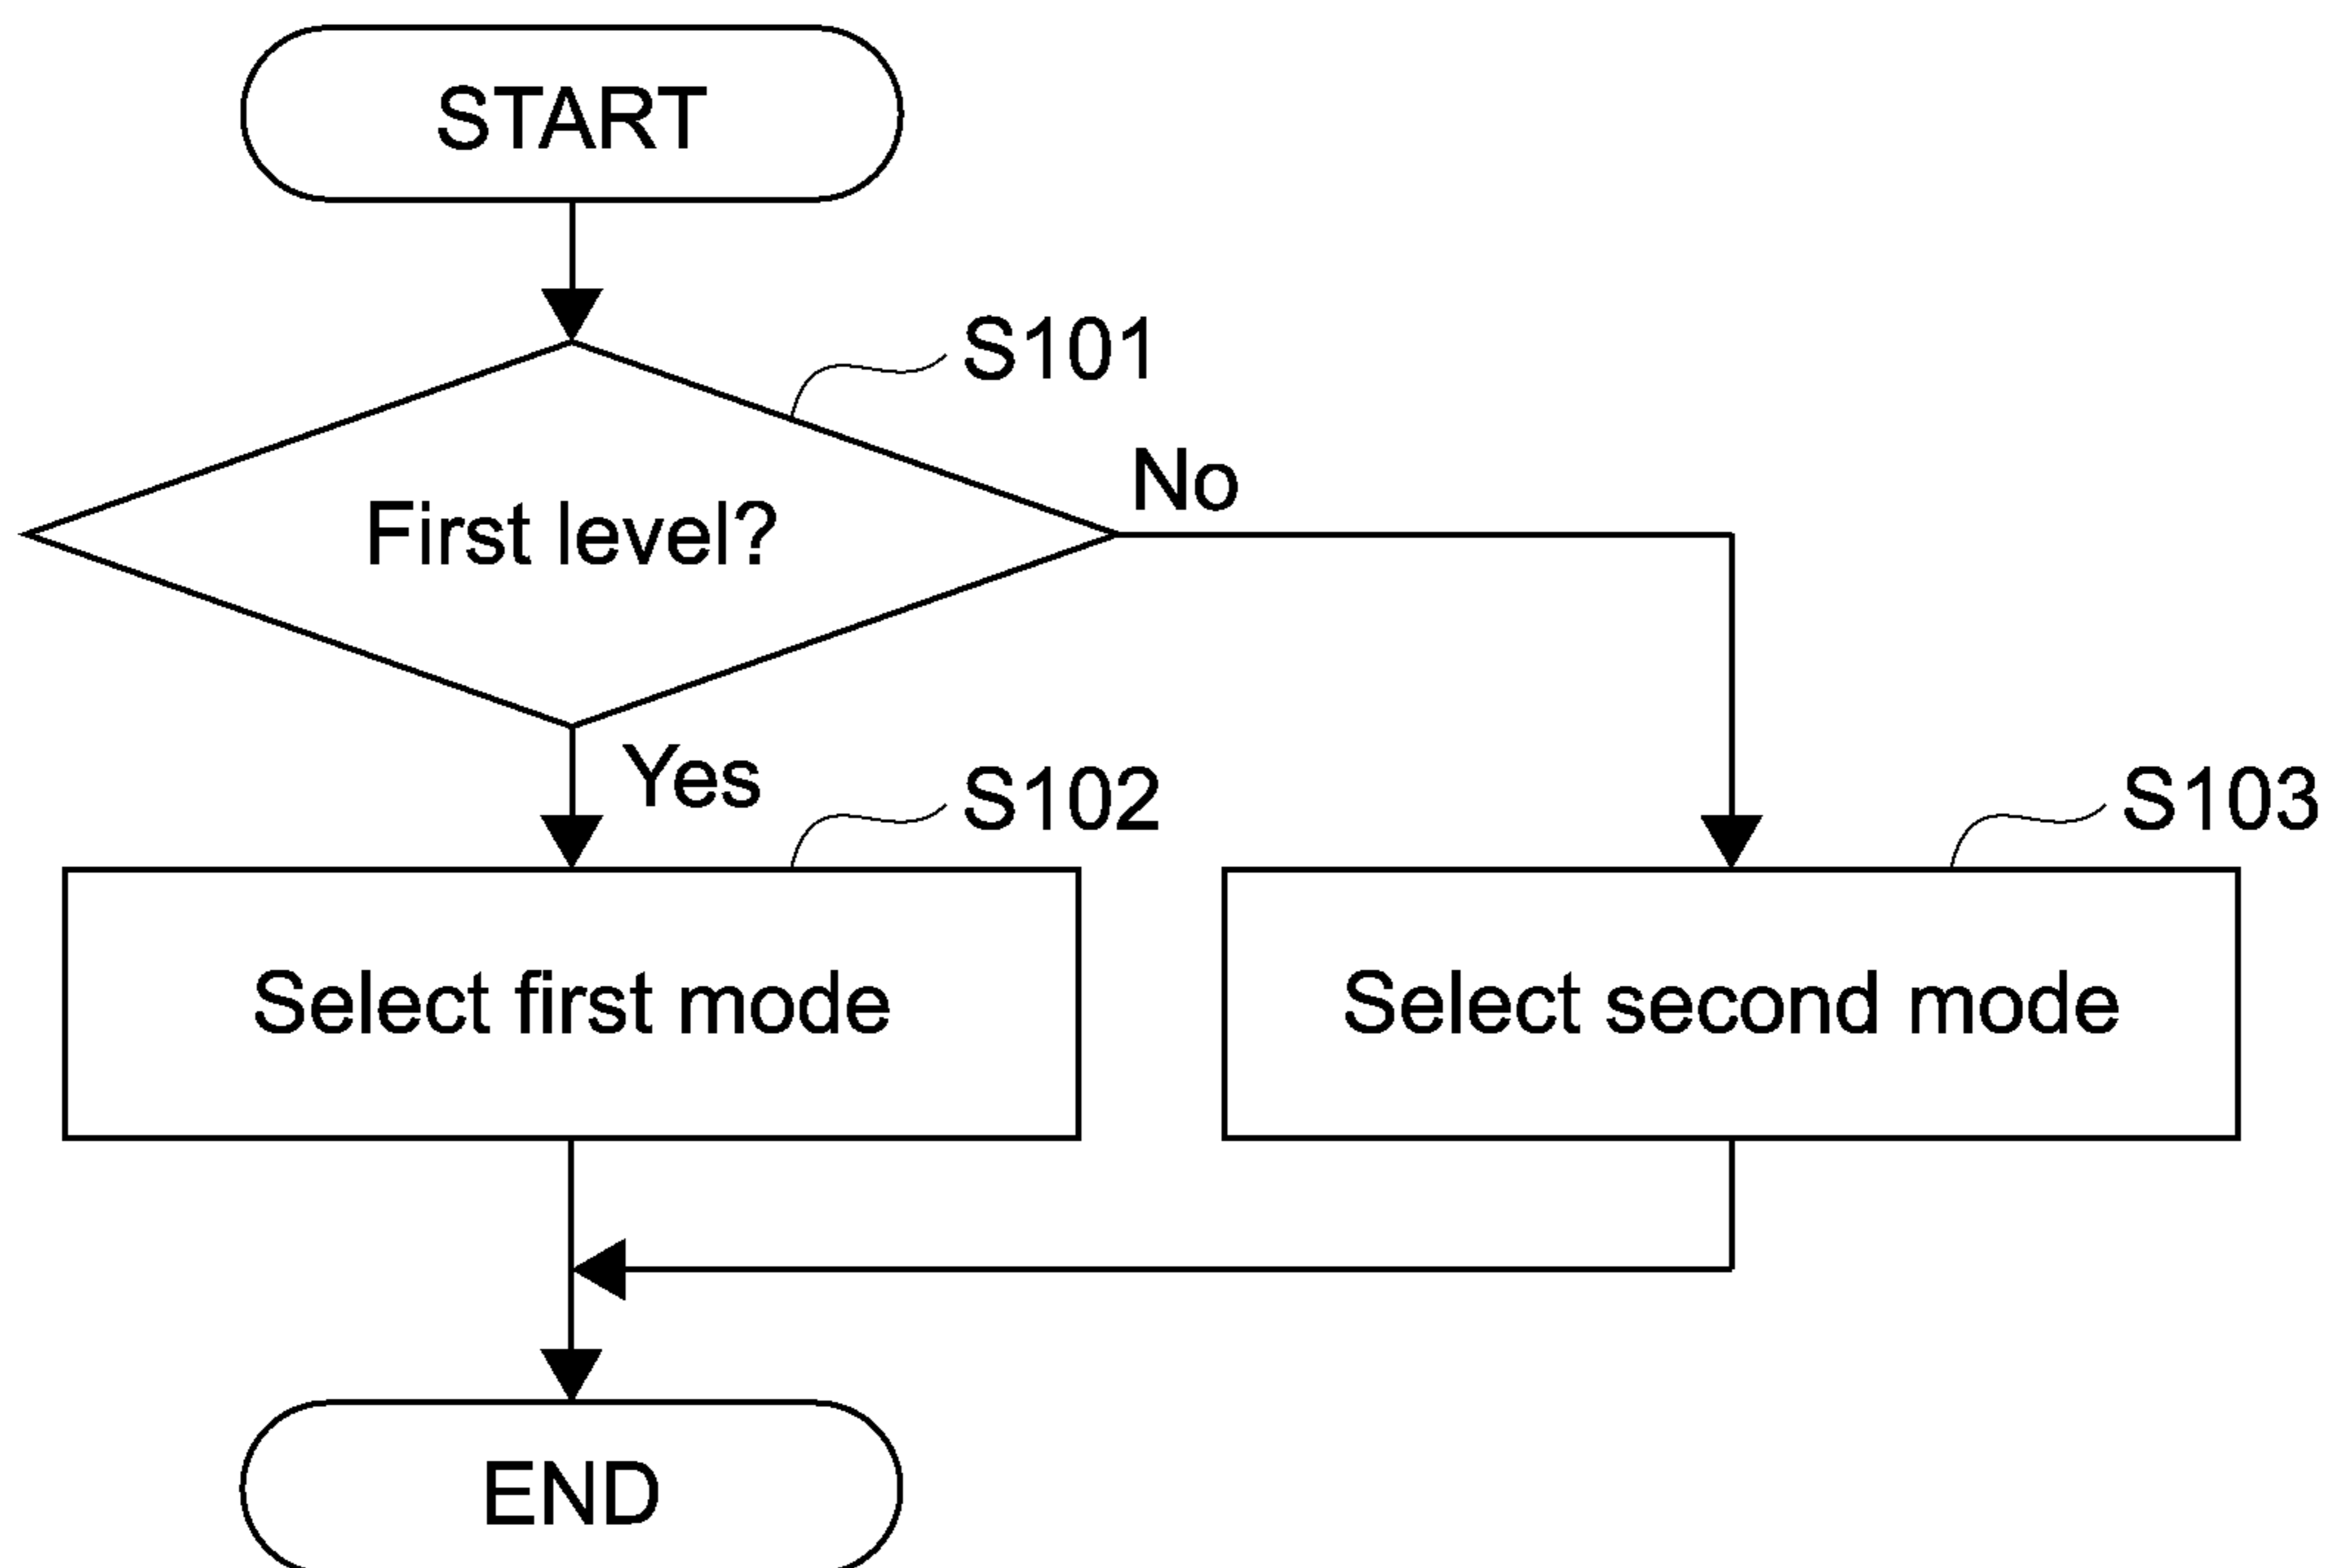 START
S101
No
First level?
Yes
S102
S103
Select first mode
Select second mode
END